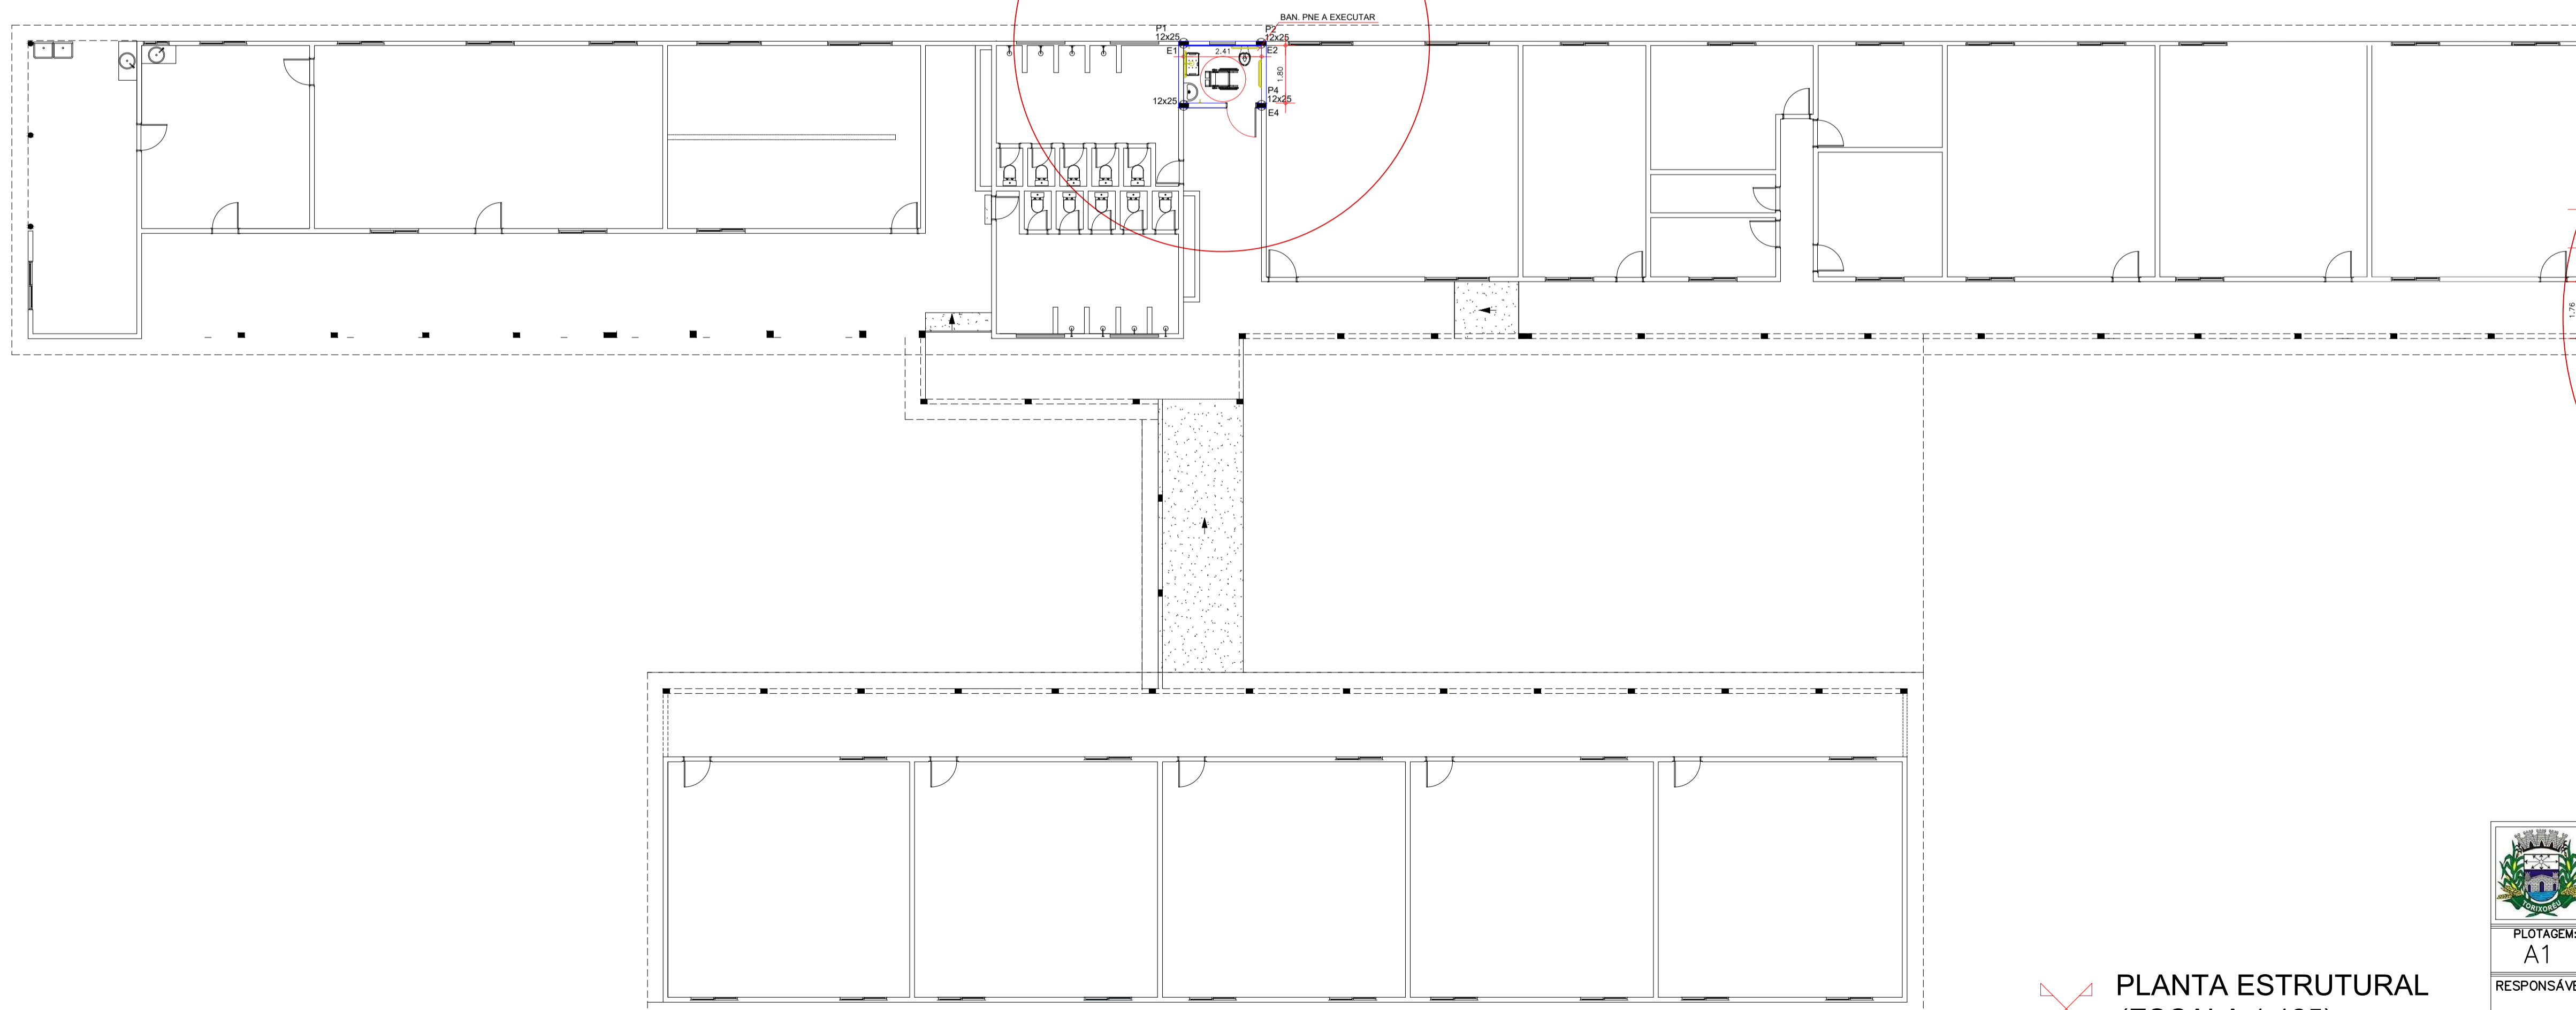 BAN. PNE A EXECUTAR
P1
12x25
P2
12x25
E1
E2
2.41
1.80
P4
12x25
12x25
E4
1.76
TORIXORÉU
PLOTAGEM:
A1
PLANTA ESTRUTURAL